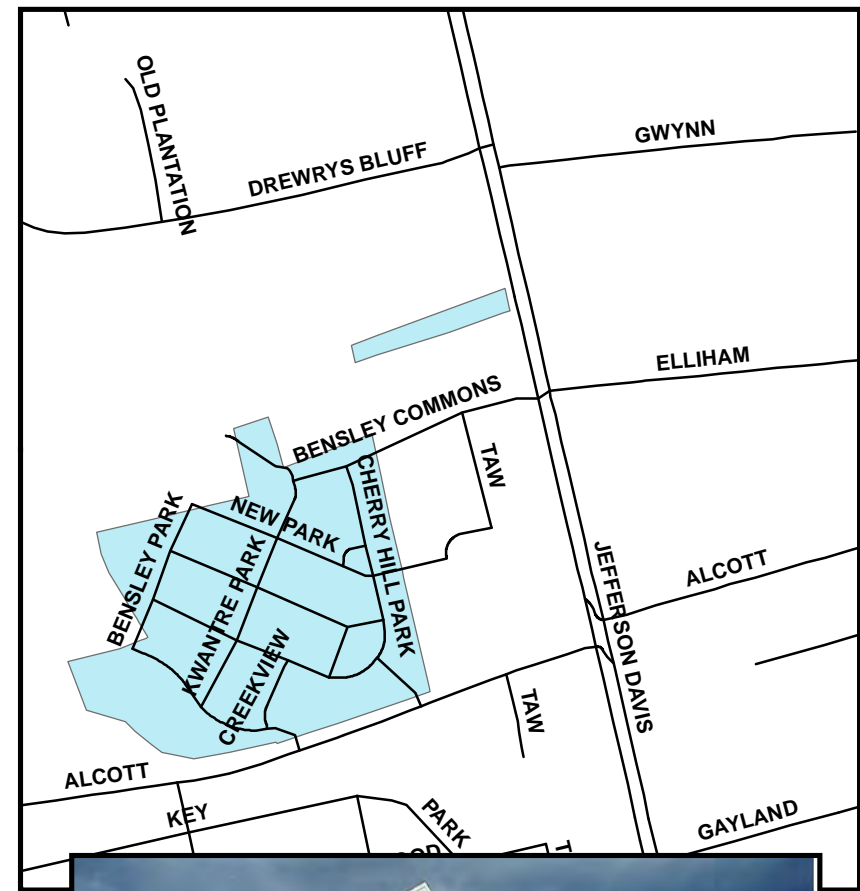 OLD PLANTATION
GWYNN
DREWRYS BLUFF
ELLIHAM
BENSLEY COMMONS
TAW
CHERRY HILL PARK
NEW PARK
BENSLEY PARK
KWANTRE PARK
JEFFERSON DAVIS
ALCOTT
CREEKVIEW
TAW
ALCOTT
KEY
PARK
GAYLAND